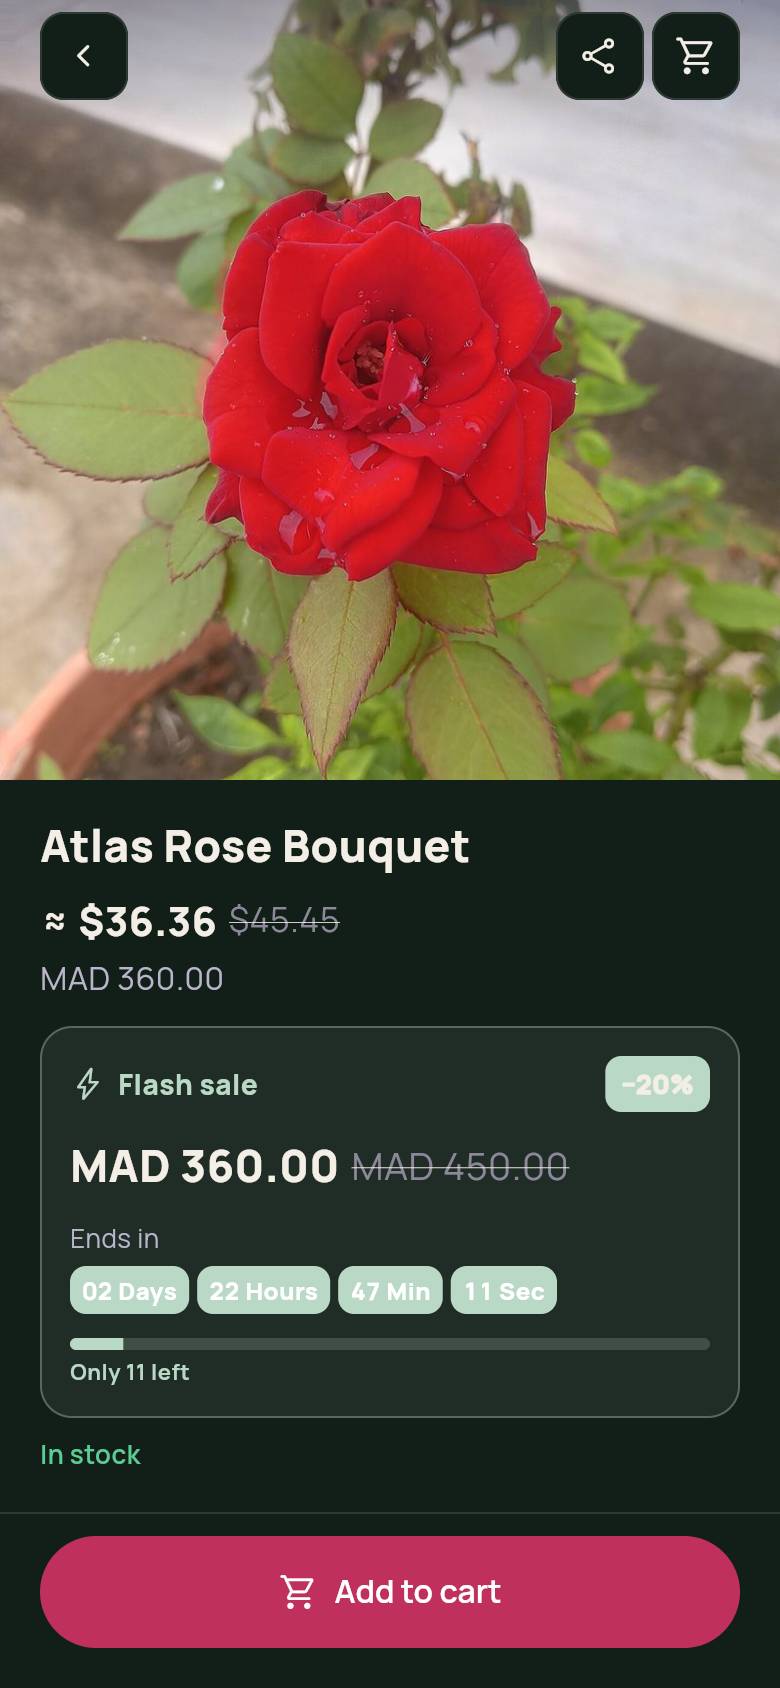 Atlas Rose Bouquet
≈ $36.36 $45.45
MAD 360.00
Flash sale
−20%
MAD 360.00 MAD 450.00
Ends in
02 Days 22 Hours 47 Min 11 Sec
Only 11 left
In stock
Add to cart